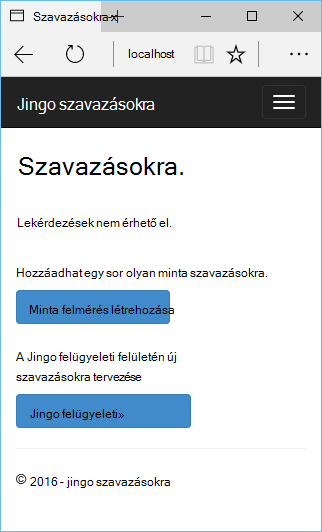 Szavazásokra-x
localhost
Jingo szavazásokra
Szavazásokra.
Lekérdezések nem érhető el.
Hozzáadhat egy sor olyan minta szavazásokra.
Minta felmérés létrehozása
A Jingo felügyeleti felületén új
szavazásokra tervezése
Jingo felügyeleti»
© 2016 - jingo szavazásokra